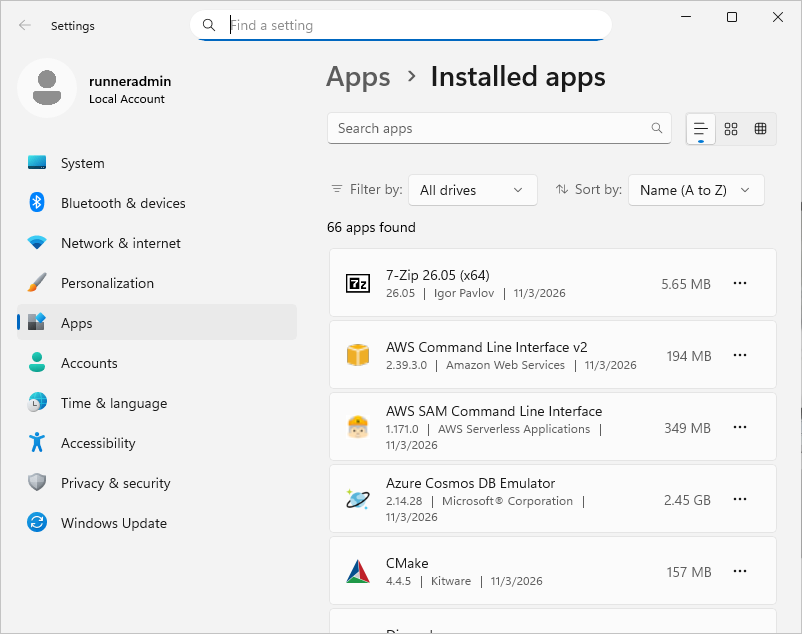 Settings
Find a setting
runneradmin
Local Account
System
Bluetooth & devices
Network & internet
Personalization
Apps
Accounts
Time & language
Accessibility
Privacy & security
Windows Update
Apps > Installed apps
Search apps
Filter by: All drives
Sort by: Name (A to Z)
66 apps found
7z
7-Zip 26.05 (x64)
26.05 | Igor Pavlov | 11/3/2026
5.65 MB
AWS Command Line Interface v2
2.39.3.0 | Amazon Web Services | 11/3/2026
194 MB
AWS SAM Command Line Interface
1.171.0 | AWS Serverless Applications |
11/3/2026
349 MB
Azure Cosmos DB Emulator
2.14.28 | Microsoft® Corporation |
11/3/2026
2.45 GB
CMake
4.4.5 | Kitware | 11/3/2026
157 MB